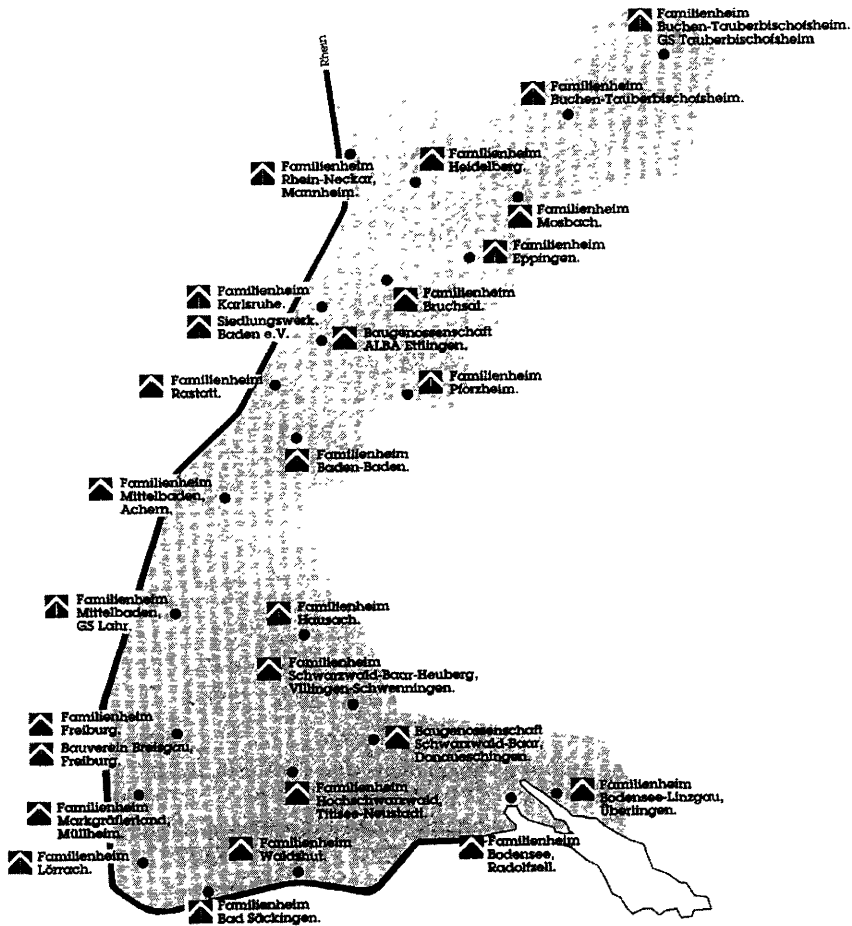 Familienheim
Buchen-Tauberbischofsheim.
GS Tauberbischofsheim
Rhein
Familienheim
Buchen-Tauberbischofsheim.
Familienheim
Rhein-Neckar,
Mannheim.
Familienheim
Heidelberg.
Familienheim
Mosbach.
Familienheim
Eppingen.
Familienheim
Karlsruhe.
Familienheim
Bruchsal.
Siedlungswerk
Baden e.V.
Baugenossenschaft
ALBA Ettlingen.
Familienheim
Rastatt.
Familienheim
Pforzheim.
Familienheim
Baden-Baden.
Familienheim
Mittelbaden,
Achern.
Familienheim
Mittelbaden,
GS Lahr.
Familienheim
Hausach.
Familienheim
Schwarzwald-Baar-Heuberg,
Villingen-Schwenningen.
Familienheim
Freiburg.
Bauverein Breisgau,
Freiburg.
Baugenossenschaft
Schwarzwald-Baar,
Donaueschingen.
Familienheim
Hochschwarzwald,
Titisee-Neustadt.
Familienheim
Bodensee-Linzgau,
Überlingen.
Familienheim
Markgräflerland,
Müllheim.
Familienheim
Waldshut.
Familienheim
Bodensee,
Radolfzell.
Familienheim
Lörrach.
Familienheim
Bad Säckingen.